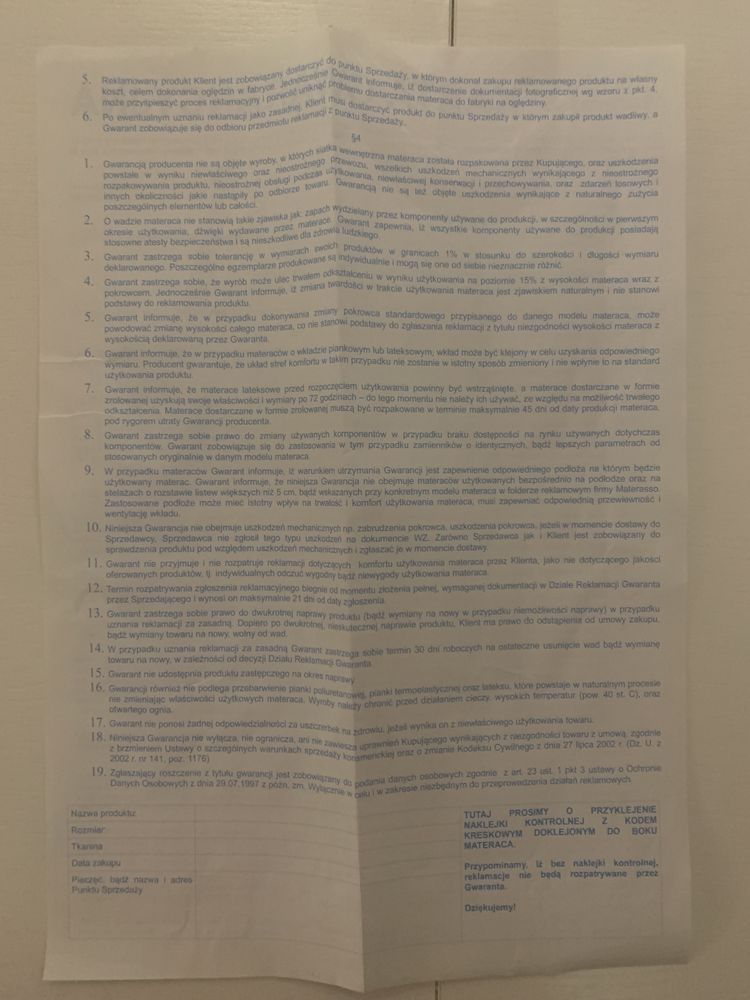 5. Reklamowany produkt Klient jest zobowiązany dostarczyć do punktu Sprzedaży, w którym dokonał zakupu reklamowanego produktu na własny
koszt, celem dokonania oględzin w fabryce. Jednocześnie Gwarant informuje, iż dostarczenie dokumentacji fotograficznej wg wzoru z pkt. 4,
może przyśpieszyć proces reklamacyjny i pozwolić uniknąć problemu dostarczania materaca do fabryki na oględziny.
6. Po ewentualnym uznaniu reklamacji jako zasadnej, Klient musi dostarczyć produkt do punktu Sprzedaży w którym zakupił produkt wadliwy, a
Gwarant zobowiązuje się do odbioru przedmiotu reklamacji z punktu Sprzedaży.
§4
1. Gwarancją producenta nie są objęte wyroby, w których siatka wewnętrzna materaca została rozpakowana przez Kupującego, oraz uszkodzenia
powstałe w wyniku niewłaściwego oraz nieostrożnego przewozu, wszelkich uszkodzeń mechanicznych wynikającego z nieostrożnego
rozpakowywania produktu, nieostrożnej obsługi podczas użytkowania, niewłaściwej konserwacji i przechowywania, oraz zdarzeń losowych i
innych okoliczności jakie nastąpiły po odbiorze towaru. Gwarancją nie są też objęte uszkodzenia wynikające z naturalnego zużycia
poszczególnych elementów lub całości.
2. O wadzie materaca nie stanowią takie zjawiska jak: zapach wydzielany przez komponenty używane do produkcji, w szczególności w pierwszym
okresie użytkowania, dźwięki wydawane przez materace. Gwarant zapewnia, iż wszystkie komponenty używane do produkcji posiadają
stosowne atesty bezpieczeństwa i są nieszkodliwe dla zdrowia ludzkiego.
3. Gwarant zastrzega sobie tolerancję w wymiarach swoich produktów w granicach 1% w stosunku do szerokości i długości wymiaru
deklarowanego. Poszczególne egzemplarze produkowane są indywidualnie i mogą się one od siebie nieznacznie różnić.
4. Gwarant zastrzega sobie, że wyrób może ulec trwałem odkształceniu w wyniku użytkowania na poziomie 15% z wysokości materaca wraz z
pokrowcem. Jednocześnie Gwarant informuje, iż zmiana twardości w trakcie użytkowania materaca jest zjawiskiem naturalnym i nie stanowi
podstawy do reklamowania produktu.
5. Gwarant informuje, że w przypadku dokonywania zmiany pokrowca standardowego przypisanego do danego modelu materaca, może
powodować zmianę wysokości całego materaca, co nie stanowi podstawy do zgłaszenia reklamacji z tytułu niezgodności wysokości materaca z
wysokością deklarowaną przez Gwaranta.
6. Gwarant informuje, że w przypadku materaców o wkładzie piankowym lub lateksowym, wkład może być klejony w celu uzyskania odpowiedniego
wymiaru. Producent gwarantuje, że układ stref komfortu w takim przypadku nie zostanie w istotny sposób zmieniony i nie wpłynie to na standard
użytkowania produktu.
7. Gwarant informuje, że materace lateksowe przed rozpoczęciem użytkowania powinny być wstrząśnięte, a materace dostarczane w formie
zrolowanej uzyskują swoje właściwości i wymiary po 72 godzinach – do tego momentu nie należy ich używać, ze względu na możliwość trwałego
odkształcenia. Materace dostarczane w formie zrolowanej muszą być rozpakowane w terminie maksymalnie 45 dni od daty produkcji materaca,
pod rygorem utraty Gwarancji producenta.
8. Gwarant zastrzega sobie prawo do zmiany używanych komponentów w przypadku braku dostępności na rynku używanych dotychczas
komponentów. Gwarant zobowiązuje się do zastosowania w tym przypadku zamienników o identycznych, bądź lepszych parametrach od
stosowanych oryginalnie w danym modelu materaca.
9. W przypadku materaców Gwarant informuje, iż warunkiem utrzymania Gwarancji jest zapewnienie odpowiedniego podłoża na którym będzie
użytkowany materac. Gwarant informuje, że niniejsza Gwarancja nie obejmuje materaców użytkowanych bezpośrednio na podłodze oraz na
stelażach o rozstawie listew większych niż 5 cm, bądź wskazanych przy konkretnym modelu materaca w folderze reklamowym firmy Materasso.
Zastosowane podłoże może mieć istotny wpływ na trwałość i komfort użytkowania materaca, musi zapewniać odpowiednią przewiewność i
wentylację wkładu.
10. Niniejsza Gwarancja nie obejmuje uszkodzeń mechanicznych np. zabrudzenia pokrowca, uszkodzenia pokrowca, jeżeli w momencie dostawy do
Sprzedawcy, Sprzedawca nie zgłosił tego typu uszkodzeń na dokumencie WZ. Zarówno Sprzedawca jak i Klient jest zobowiązany do
sprawdzenia produktu pod względem uszkodzeń mechanicznych i zgłaszać je w momencie dostawy.
11. Gwarant nie przyjmuje i nie rozpatruje reklamacji dotyczących komfortu użytkowania materaca przez Klienta, jako nie dotyczącego jakości
oferowanych produktów, tj. indywidualnych odczuć wygodny bądź niewygody użytkowania materaca.
12. Termin rozpatrywania zgłoszenia reklamacyjnego biegnie od momentu złożenia pełnej, wymaganej dokumentacji w Dziale Reklamacji Gwaranta
przez Sprzedającego i wynosi on maksymalnie 21 dni od daty zgłoszenia.
13. Gwarant zastrzega sobie prawo do dwukrotnej naprawy produktu (bądź wymiany na nowy w przypadku niemożliwości naprawy) w przypadku
uznania reklamacji za zasadną. Dopiero po dwukrotnej, nieskutecznej naprawie produktu, Klient ma prawo do odstąpienia od umowy zakupu,
bądź wymiany towaru na nowy, wolny od wad.
14. W przypadku uznania reklamacji za zasadną Gwarant zastrzega sobie termin 30 dni roboczych na ostateczne usunięcie wad bądź wymianę
towaru na nowy, w zależności od decyzji Działu Reklamacji Gwaranta.
15. Gwarant nie udostępnia produktu zastępczego na okres naprawy.
16. Gwarancji również nie podlega przebarwienie pianki poliuretanowej, pianki termoelastycznej oraz lateksu, które powstaje w naturalnym procesie
nie zmieniając właściwości użytkowych materaca. Wyroby należy chronić przed działaniem cieczy, wysokich temperatur (pow. 40 st. C), oraz
otwartego ognia.
17. Gwarant nie ponosi żadnej odpowiedzialności za uszczerbek na zdrowiu, jeżeli wynika on z niewłaściwego użytkowania towaru.
18. Niniejsza Gwarancja nie wyłącza, nie ogranicza, ani nie zawiesza uprawnień Kupującego wynikających z niezgodności towaru z umową, zgodnie
z brzmieniem Ustawy o szczególnych warunkach sprzedaży konsumenckiej oraz o zmianie Kodeksu Cywilnego z dnia 27 lipca 2002 r. (Dz. U. z
2002 r. nr 141, poz. 1176)
19. Zgłaszający roszczenie z tytułu gwarancji jest zobowiązany do podania danych osobowych zgodnie z art. 23 ust. 1 pkt 3 ustawy o Ochronie
Danych Osobowych z dnia 29.07.1997 z późn. zm. Wyłącznie w celu i w zakresie niezbędnym do przeprowadzenia działań reklamowych.
Nazwa produktu:
Rozmiar
Tkanina
Data zakupu
Pieczęć, bądź nazwa i adres
Punktu Sprzedaży
TUTAJ PROSIMY O PRZYKLEJENIE
NAKLEJKI KONTROLNEJ Z KODEM
KRESKOWYM DOKLEJONYM DO BOKU
MATERACA.
Przypominamy, iż bez naklejki kontrolnej,
reklamacje nie będą rozpatrywane przez
Gwaranta.
Dziękujemy!